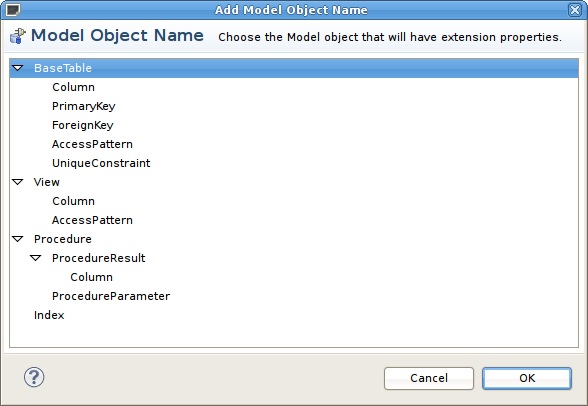 Add Model Object Name
Model Object Name Choose the Model object that will have extension properties.
BaseTable
Column
PrimaryKey
ForeignKey
AccessPattern
UniqueConstraint
View
Column
AccessPattern
Procedure
ProcedureResult
Column
ProcedureParameter
Index
?
Cancel OK